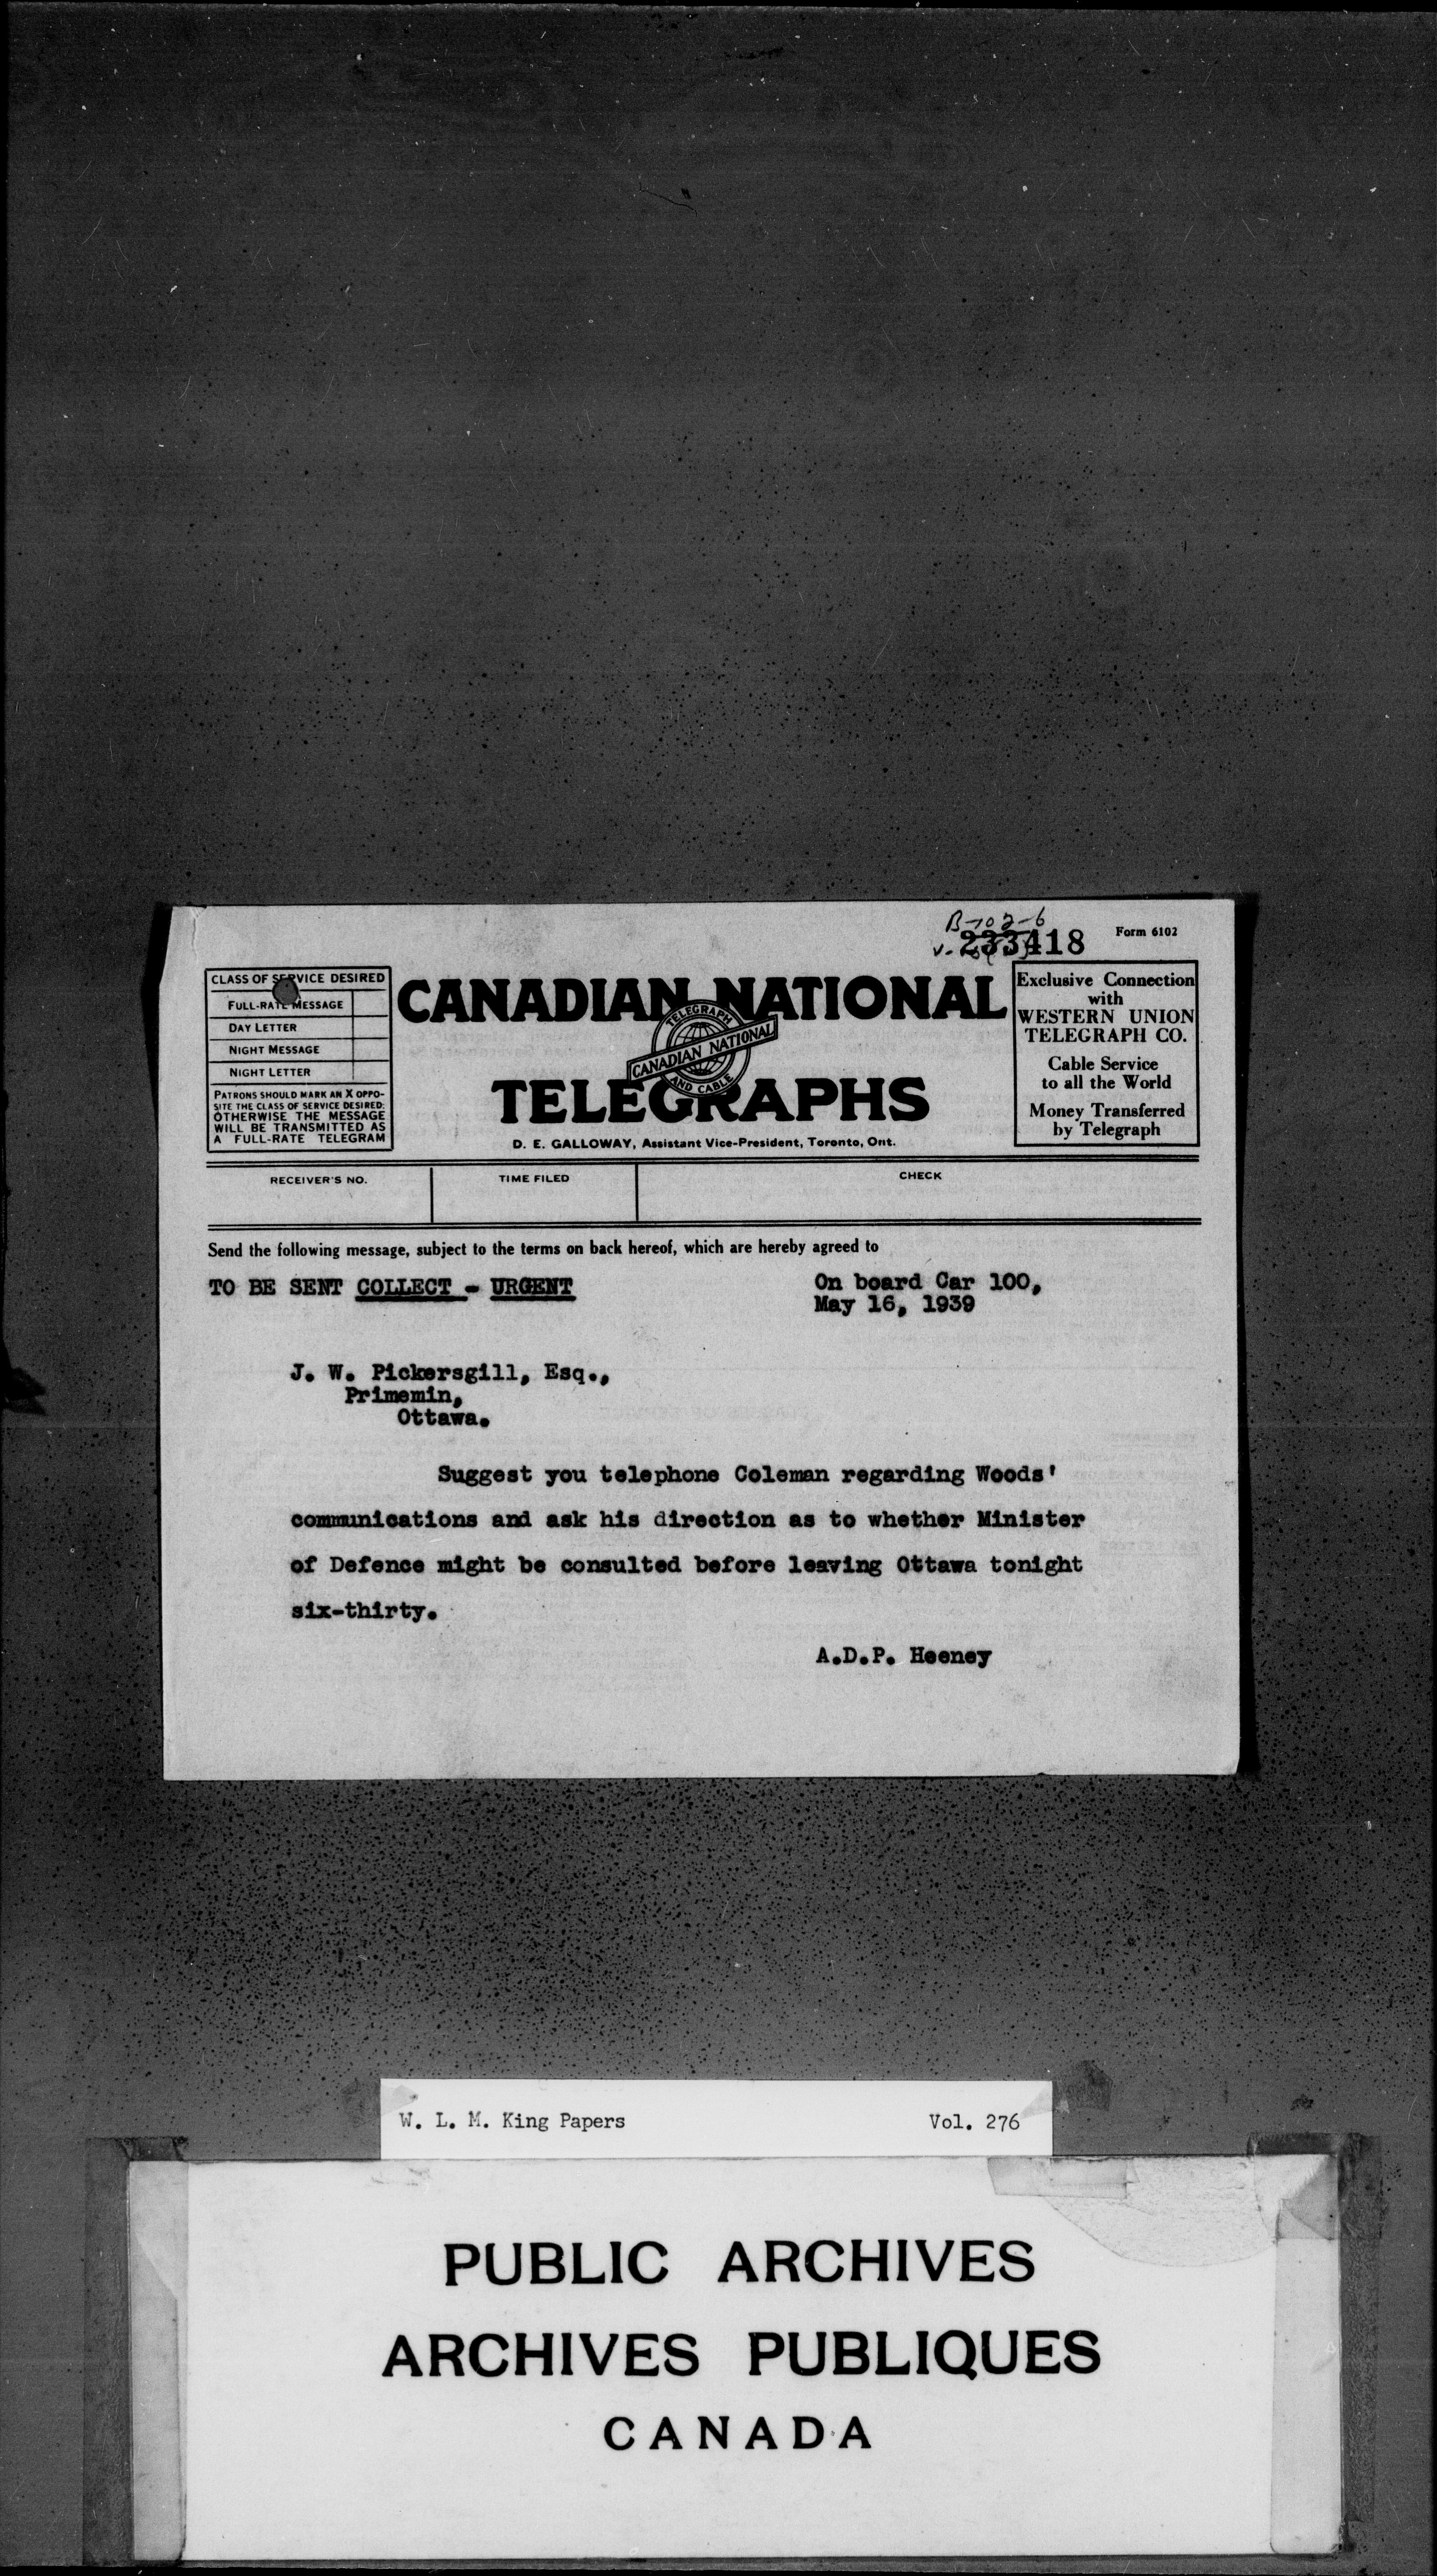 B-102-6
233418
Form 6102
CLASS OF SERVICE DESIRED
FULL-RATE MESSAGE
DAY LETTER
NIGHT MESSAGE
NIGHT LETTER
PATRONS SHOULD MARK AN X OPPO-
SITE THE CLASS OF SERVICE DESIRED:
OTHERWISE THE MESSAGE
WILL BE TRANSMITTED AS
A FULL-RATE TELEGRAM
CANADIAN NATIONAL
TELEGRAPH
CANADIAN NATIONAL
AND CABLE
TELEGRAPHS
D. E. GALLOWAY, Assistant Vice-President, Toronto, Ont.
Exclusive Connection
with
WESTERN UNION
TELEGRAPH CO.
Cable Service
to all the World
Money Transferred
by Telegraph
RECEIVER'S NO. TIME FILED CHECK
Send the following message, subject to the terms on back hereof, which are hereby agreed to
TO BE SENT COLLECT - URGENT
On board Car 100,
May 16, 1939
J. W. Pickersgill, Esq.,
Primemin,
Ottawa.
Suggest you telephone Coleman regarding Woods'
communications and ask his direction as to whether Minister
of Defence might be consulted before leaving Ottawa tonight
six-thirty.
A.D.P. Heeney
W. L. M. King Papers Vol. 276
PUBLIC ARCHIVES
ARCHIVES PUBLIQUES
CANADA